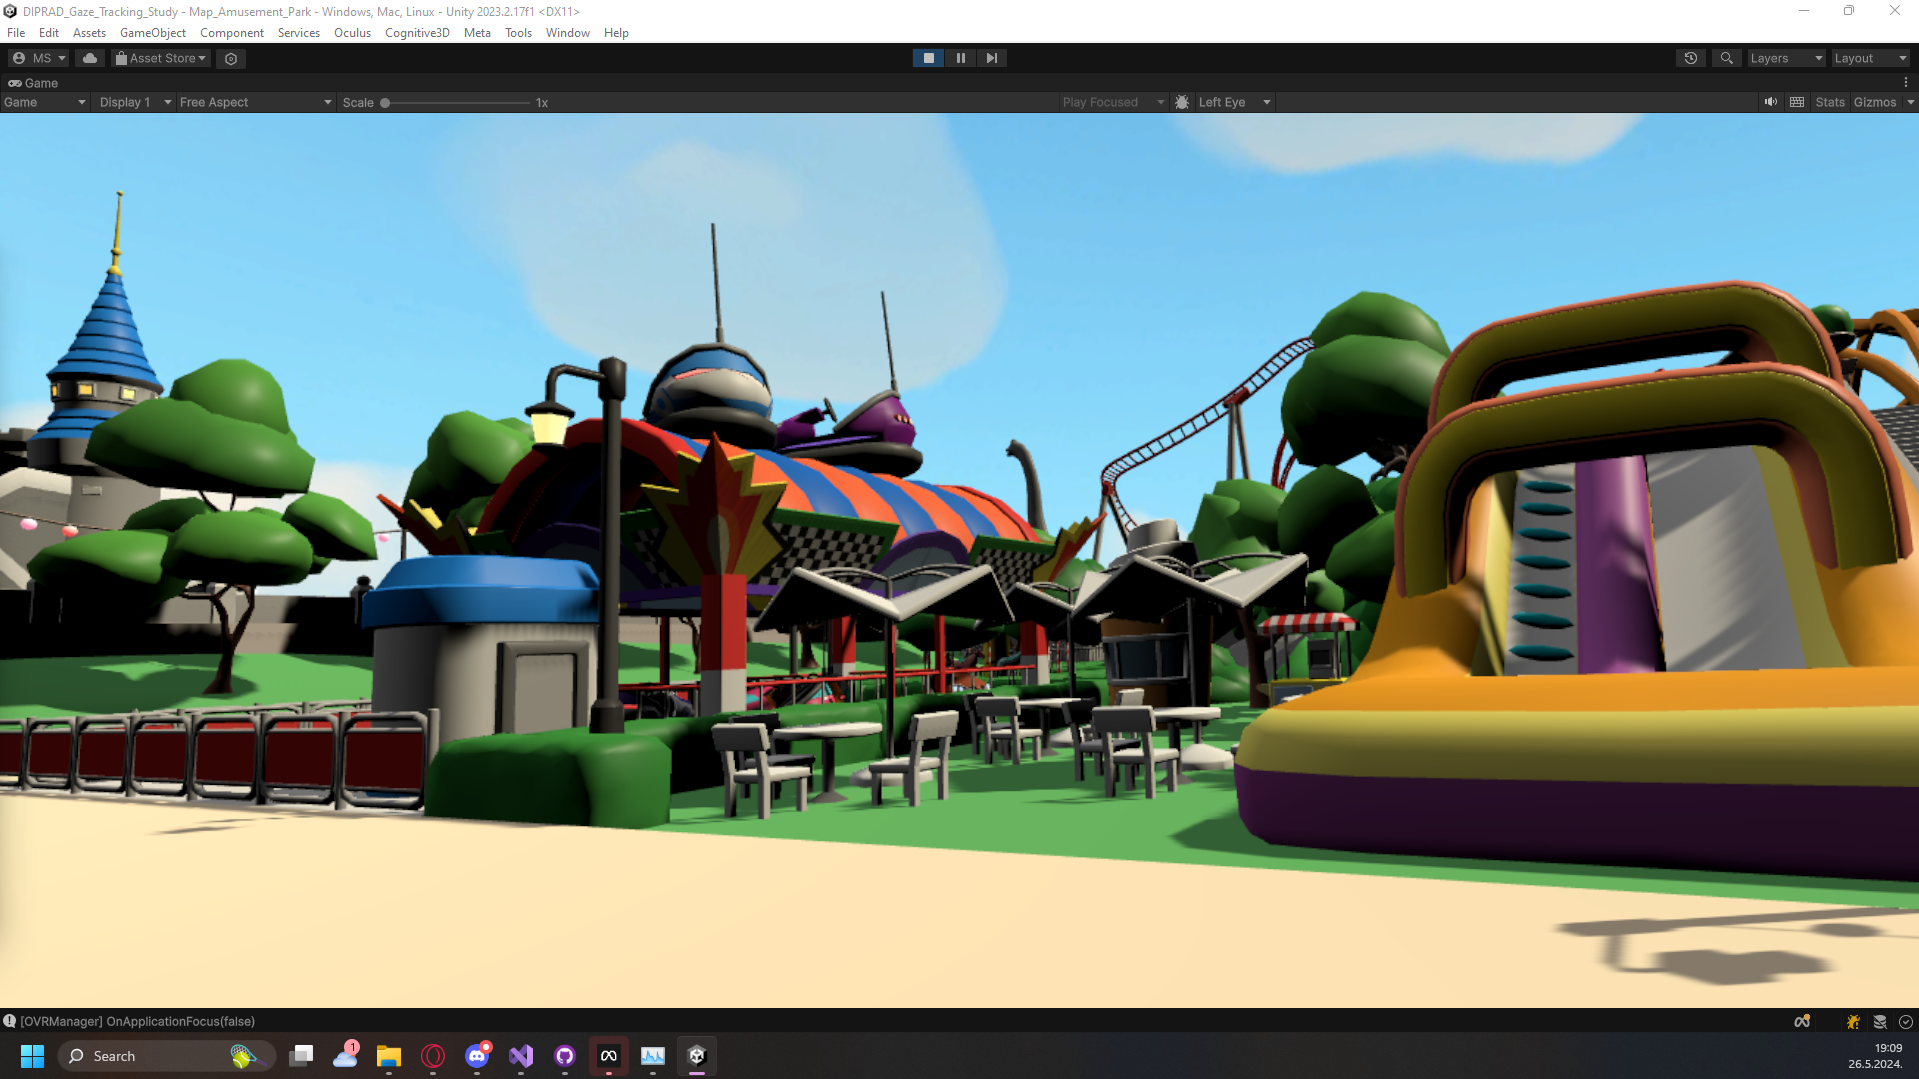 DIPRAD_Gaze_Tracking_Study - Map_Amusement_Park - Windows, Mac, Linux - Unity 2023.2.17f1 <DX11>
File Edit Assets GameObject Component Services Oculus Cognitive3D Meta Tools Window Help
MS Asset Store Layers Layout
Game
Game Display 1 Free Aspect Scale 1x Play Focused Left Eye Stats Gizmos
[OVRManager] OnApplicationFocus(false)
Search 1 19:09
26.5.2024.